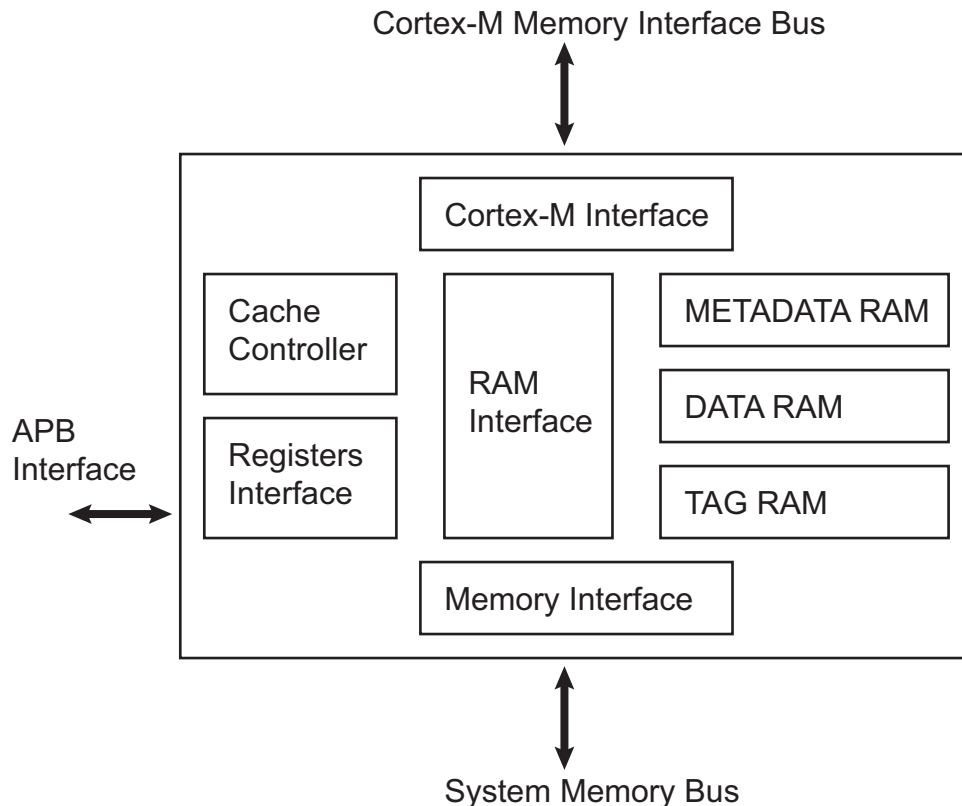 Cortex-M Memory Interface Bus
Cortex-M Interface
Cache
Controller
RAM
Interface
METADATA RAM
DATA RAM
TAG RAM
APB
Interface
Registers
Interface
Memory Interface
System Memory Bus